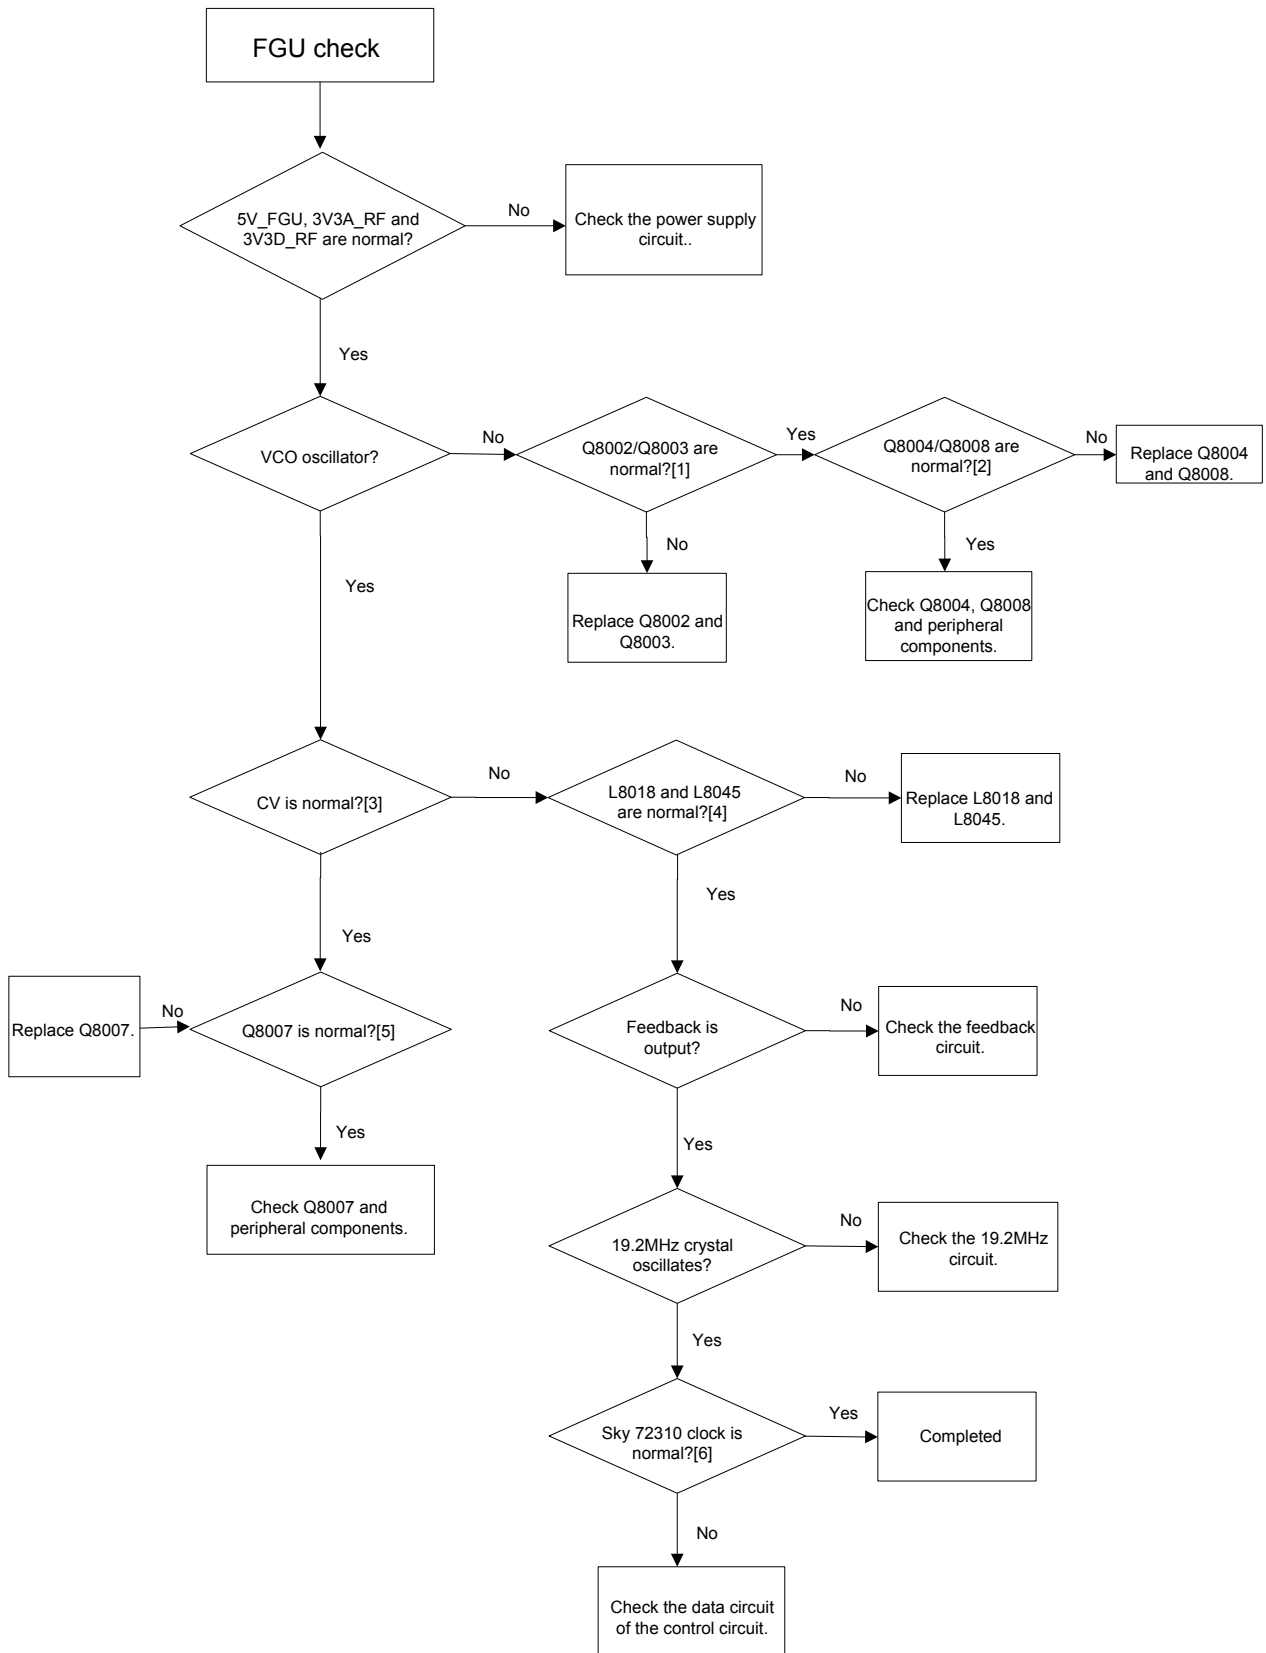 FGU check
5V_FGU, 3V3A_RF and
3V3D_RF are normal?
No
Check the power supply
circuit..
Yes
VCO oscillator?
No
Q8002/Q8003 are
normal?[1]
Yes
Q8004/Q8008 are
normal?[2]
No
Replace Q8004
and Q8008.
No
Yes
Replace Q8002 and
Q8003.
Check Q8004, Q8008
and peripheral
components.
Yes
CV is normal?[3]
No
L8018 and L8045
are normal?[4]
No
Replace L8018 and
L8045.
Yes
Yes
Replace Q8007.
No
Q8007 is normal?[5]
Feedback is
output?
No
Check the feedback
circuit.
Yes
Yes
Check Q8007 and
peripheral components.
19.2MHz crystal
oscillates?
No
Check the 19.2MHz
circuit.
Yes
Sky 72310 clock is
normal?[6]
Yes
Completed
No
Check the data circuit
of the control circuit.